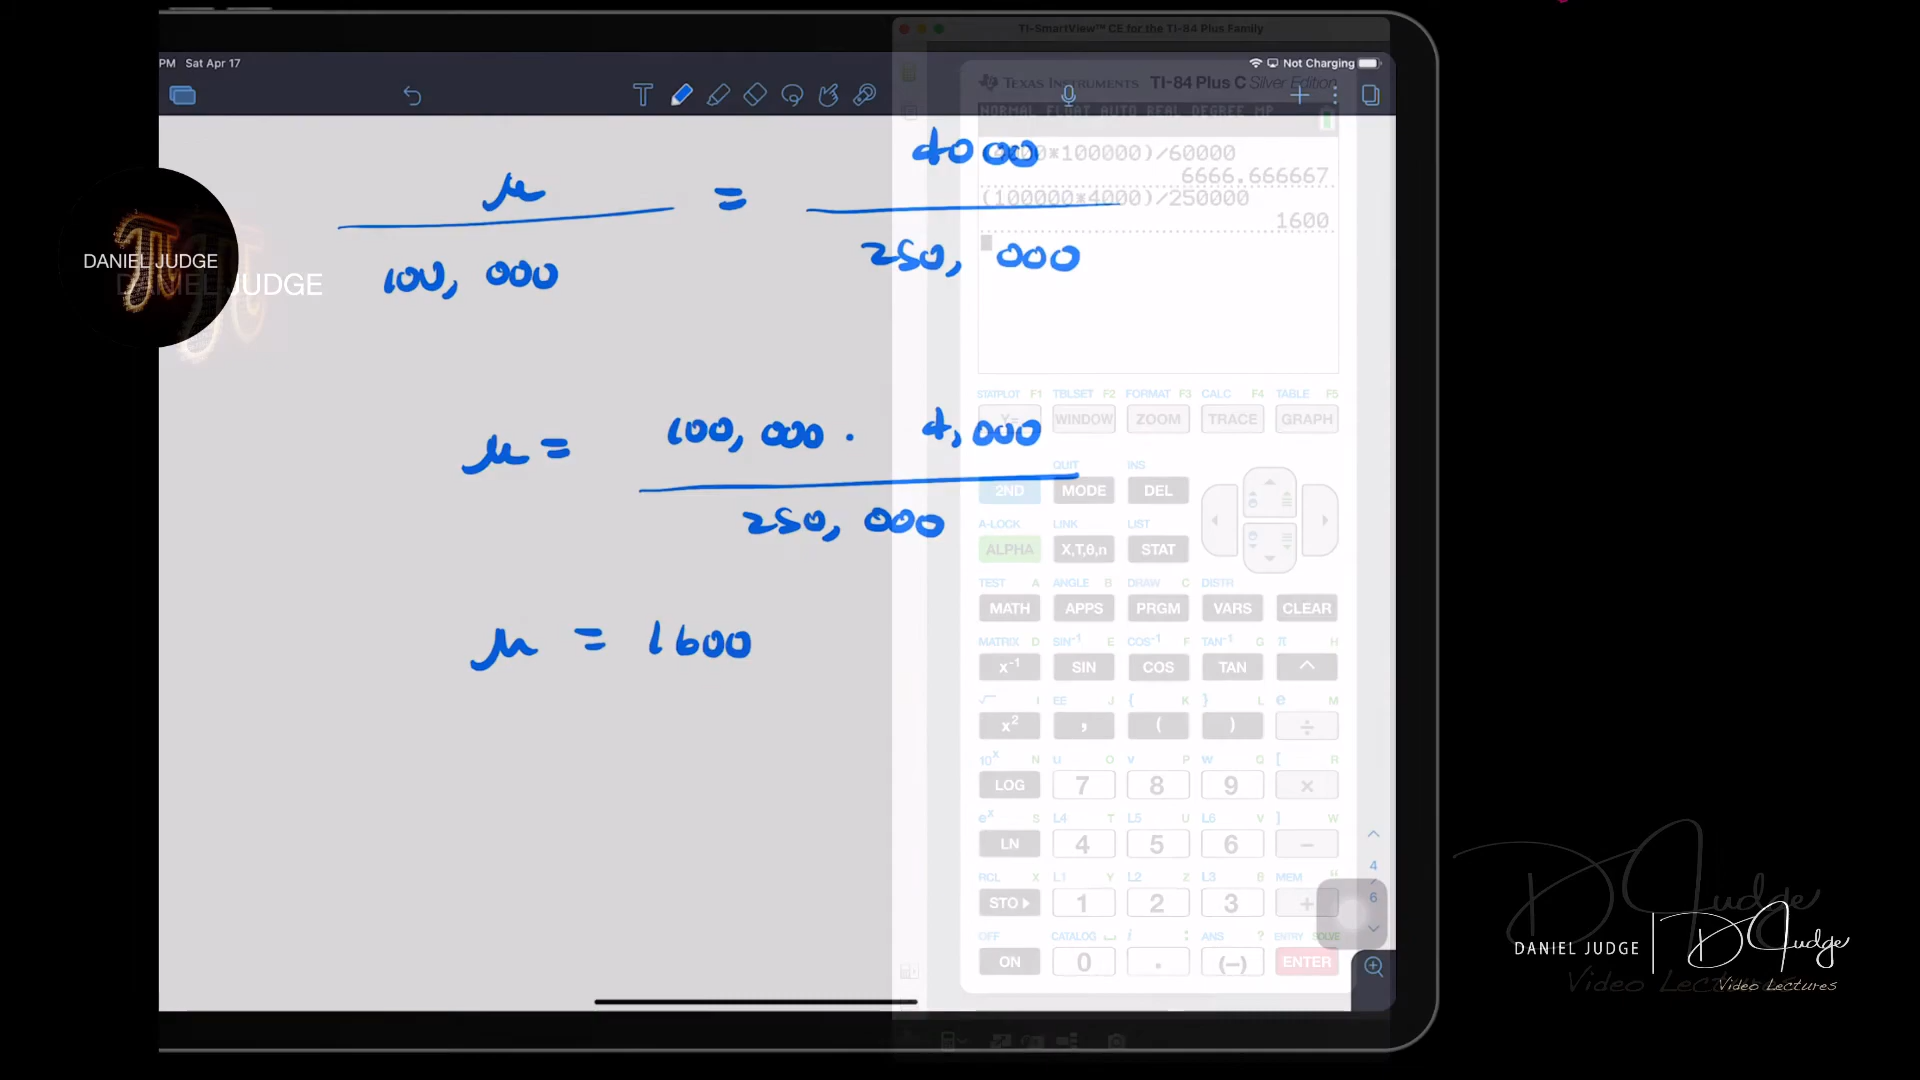 TI-SmartView™ CE for the TI-84 Plus Family
PM Sat Apr 17
Not Charging
TEXAS INSTRUMENTS TI-84 Plus C Silver Edition
NORMAL FLOAT AUTO REAL DEGREE MP
*100000)/60000
6666.666667
(100000*4000)/250000
1600
μ = 4000
100,000 250,000
μ = 100,000 · 4,000
250,000
μ = 1600
DANIEL JUDGE
DANIEL JUDGE
STATPLOT F1 TBLSET F2 FORMAT F3 CALC F4 TABLE F5
Y= WINDOW ZOOM TRACE GRAPH
QUIT INS
2ND MODE DEL
A-LOCK LINK LIST
ALPHA X,T,θ,n STAT
TEST A ANGLE B DRAW C DISTR
MATH APPS PRGM VARS CLEAR
MATRIX D SIN⁻¹ E COS⁻¹ F TAN⁻¹ G π H
x⁻¹ SIN COS TAN ^
√ I EE J { K } L e M
x² , ( ) ÷
10ˣ N u O v P w Q [ R
LOG 7 8 9 ×
eˣ S L4 T L5 U L6 V ] W
LN 4 5 6 −
RCL X L1 Y L2 Z L3 θ MEM "
STO▶ 1 2 3 +
OFF CATALOG i : ANS ? ENTRY SOLVE
ON 0 . (−) ENTER
4
6
DJudge
DANIEL JUDGE DJudge
Video Lectures